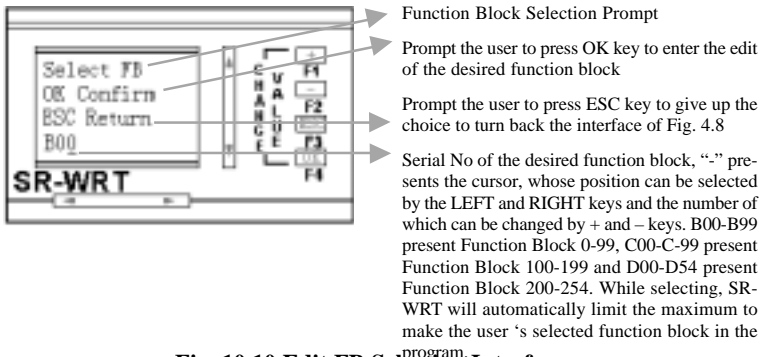 Select FB
OK Confirm
ESC Return
B00
CHANGE
VALUE
+
F1
-
F2
F3
F4
SR-WRT
Function Block Selection Prompt
Prompt the user to press OK key to enter the edit
of the desired function block
Prompt the user to press ESC key to give up the
choice to turn back the interface of Fig. 4.8
Serial No of the desired function block, “-” pre-
sents the cursor, whose position can be selected
by the LEFT and RIGHT keys and the number of
which can be changed by + and – keys. B00-B99
present Function Block 0-99, C00-C-99 present
Function Block 100-199 and D00-D54 present
Function Block 200-254. While selecting, SR-
WRT will automatically limit the maximum to
make the user ‘s selected function block in the
program.